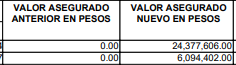 VALOR ASEGURADO VALOR ASEGURADO
ANTERIOR EN PESOS NUEVO EN PESOS
0.00 24,377,606.00
0.00 6,094,402.00